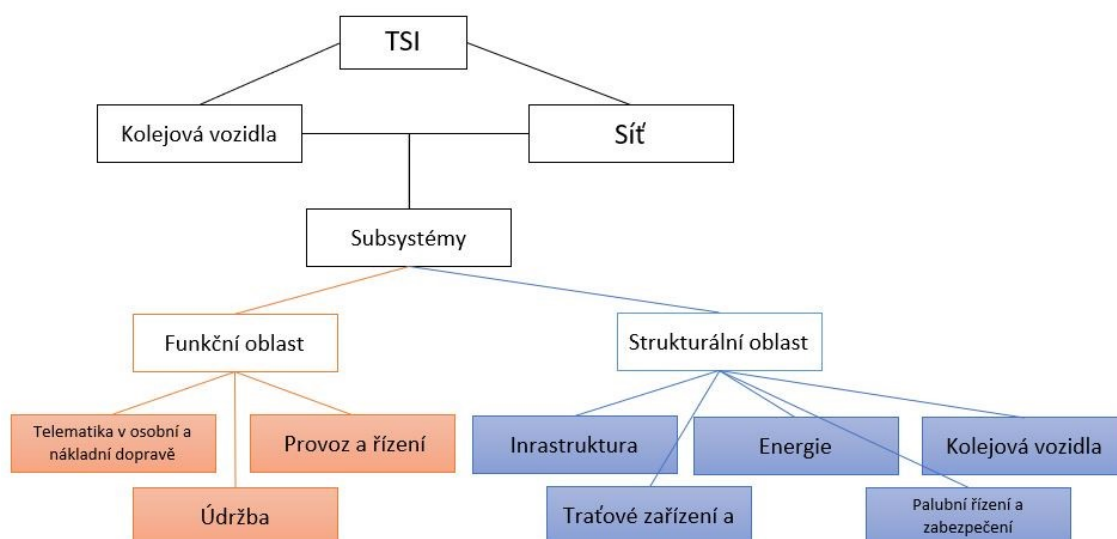 TSI
Kolejová vozidla
Síť
Subsystémy
Funkční oblast
Strukturální oblast
Telematika v osobní a
nákladní dopravě
Provoz a řízení
Inrastruktura
Energie
Kolejová vozidla
Údržba
Traťové zařízení a
Palubní řízení a
zabezpečení